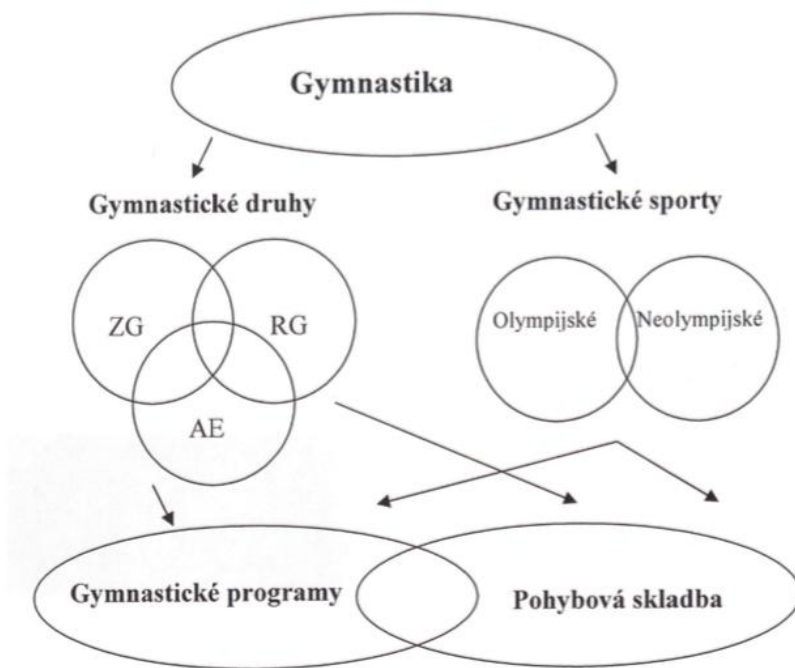 Gymnastika
Gymnastické druhy
Gymnastické sporty
ZG
RG
AE
Olympijské
Neolympijské
Gymnastické programy
Pohybová skladba